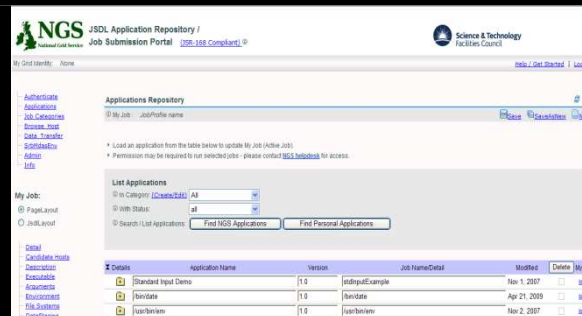 NGS
National Grid Service
JSDL Application Repository /
Job Submission Portal (JSR-168 Compliant)
Science & Technology
Facilities Council
My Grid Identity: None
Help / Get Started |
Authenticate
Applications
Job Categories
Browse Host
Data Transfer
SrbVdasEnv
Admin
Info
My Job:
PageLayout
JsdlLayout
Detail
Candidate Hosts
Description
Executable
Arguments
Environment
File Systems
DataStaging
Applications Repository
My Job: JobProfile name
Save SaveAsNew
Load an application from the table below to update My Job (Active Job).
Permission may be required to run selected jobs - please contact NGS helpdesk for access.
List Applications
In Category: (Create/Edit) All
With Status: all
Search / List Applications: Find NGS Applications Find Personal Applications
Details Application Name Version Job Name/Detail Modified Delete My
Standard Input Demo 1.0 stdinputExample Nov 1, 2007
/bin/date 1.0 /bin/date Apr 21, 2009
/usr/bin/env 1.0 /usr/bin/env Nov 2, 2007